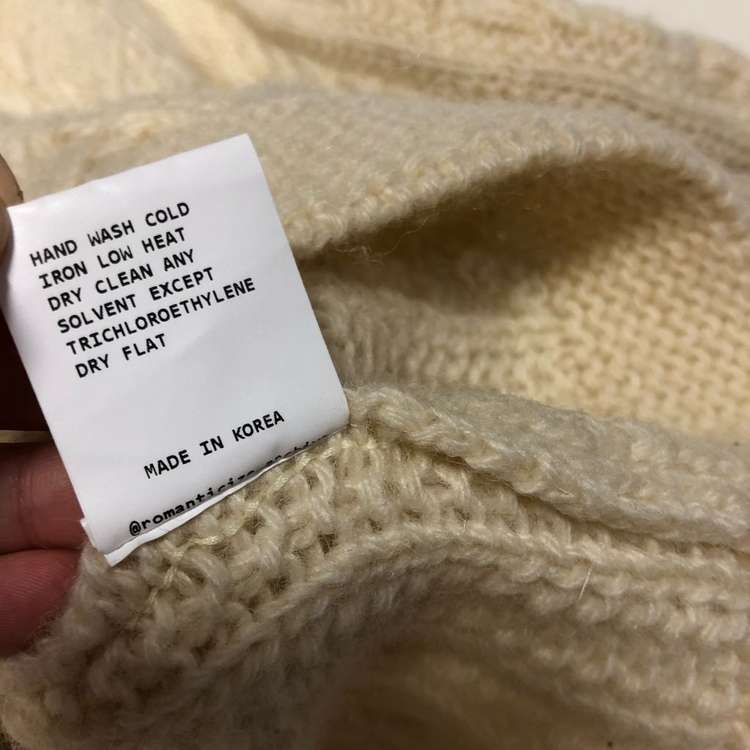 HAND WASH COLD
IRON LOW HEAT
DRY CLEAN ANY
SOLVENT EXCEPT
TRICHLOROETHYLENE
DRY FLAT
MADE IN KOREA